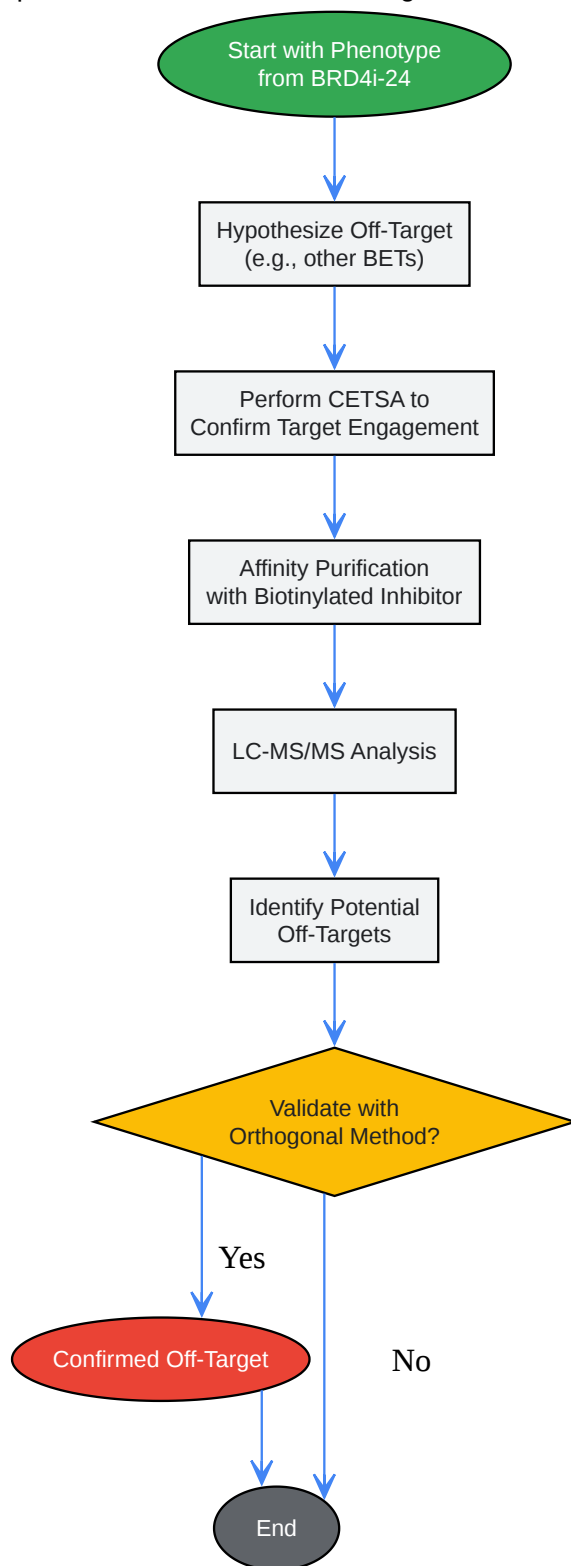 Start with Phenotype
from BRD4i-24
Hypothesize Off-Target
(e.g., other BETs)
Perform CETSA to
Confirm Target Engagement
Affinity Purification
with Biotinylated Inhibitor
LC-MS/MS Analysis
Identify Potential
Off-Targets
Validate with
Orthogonal Method?
Yes
Confirmed Off-Target
No
End